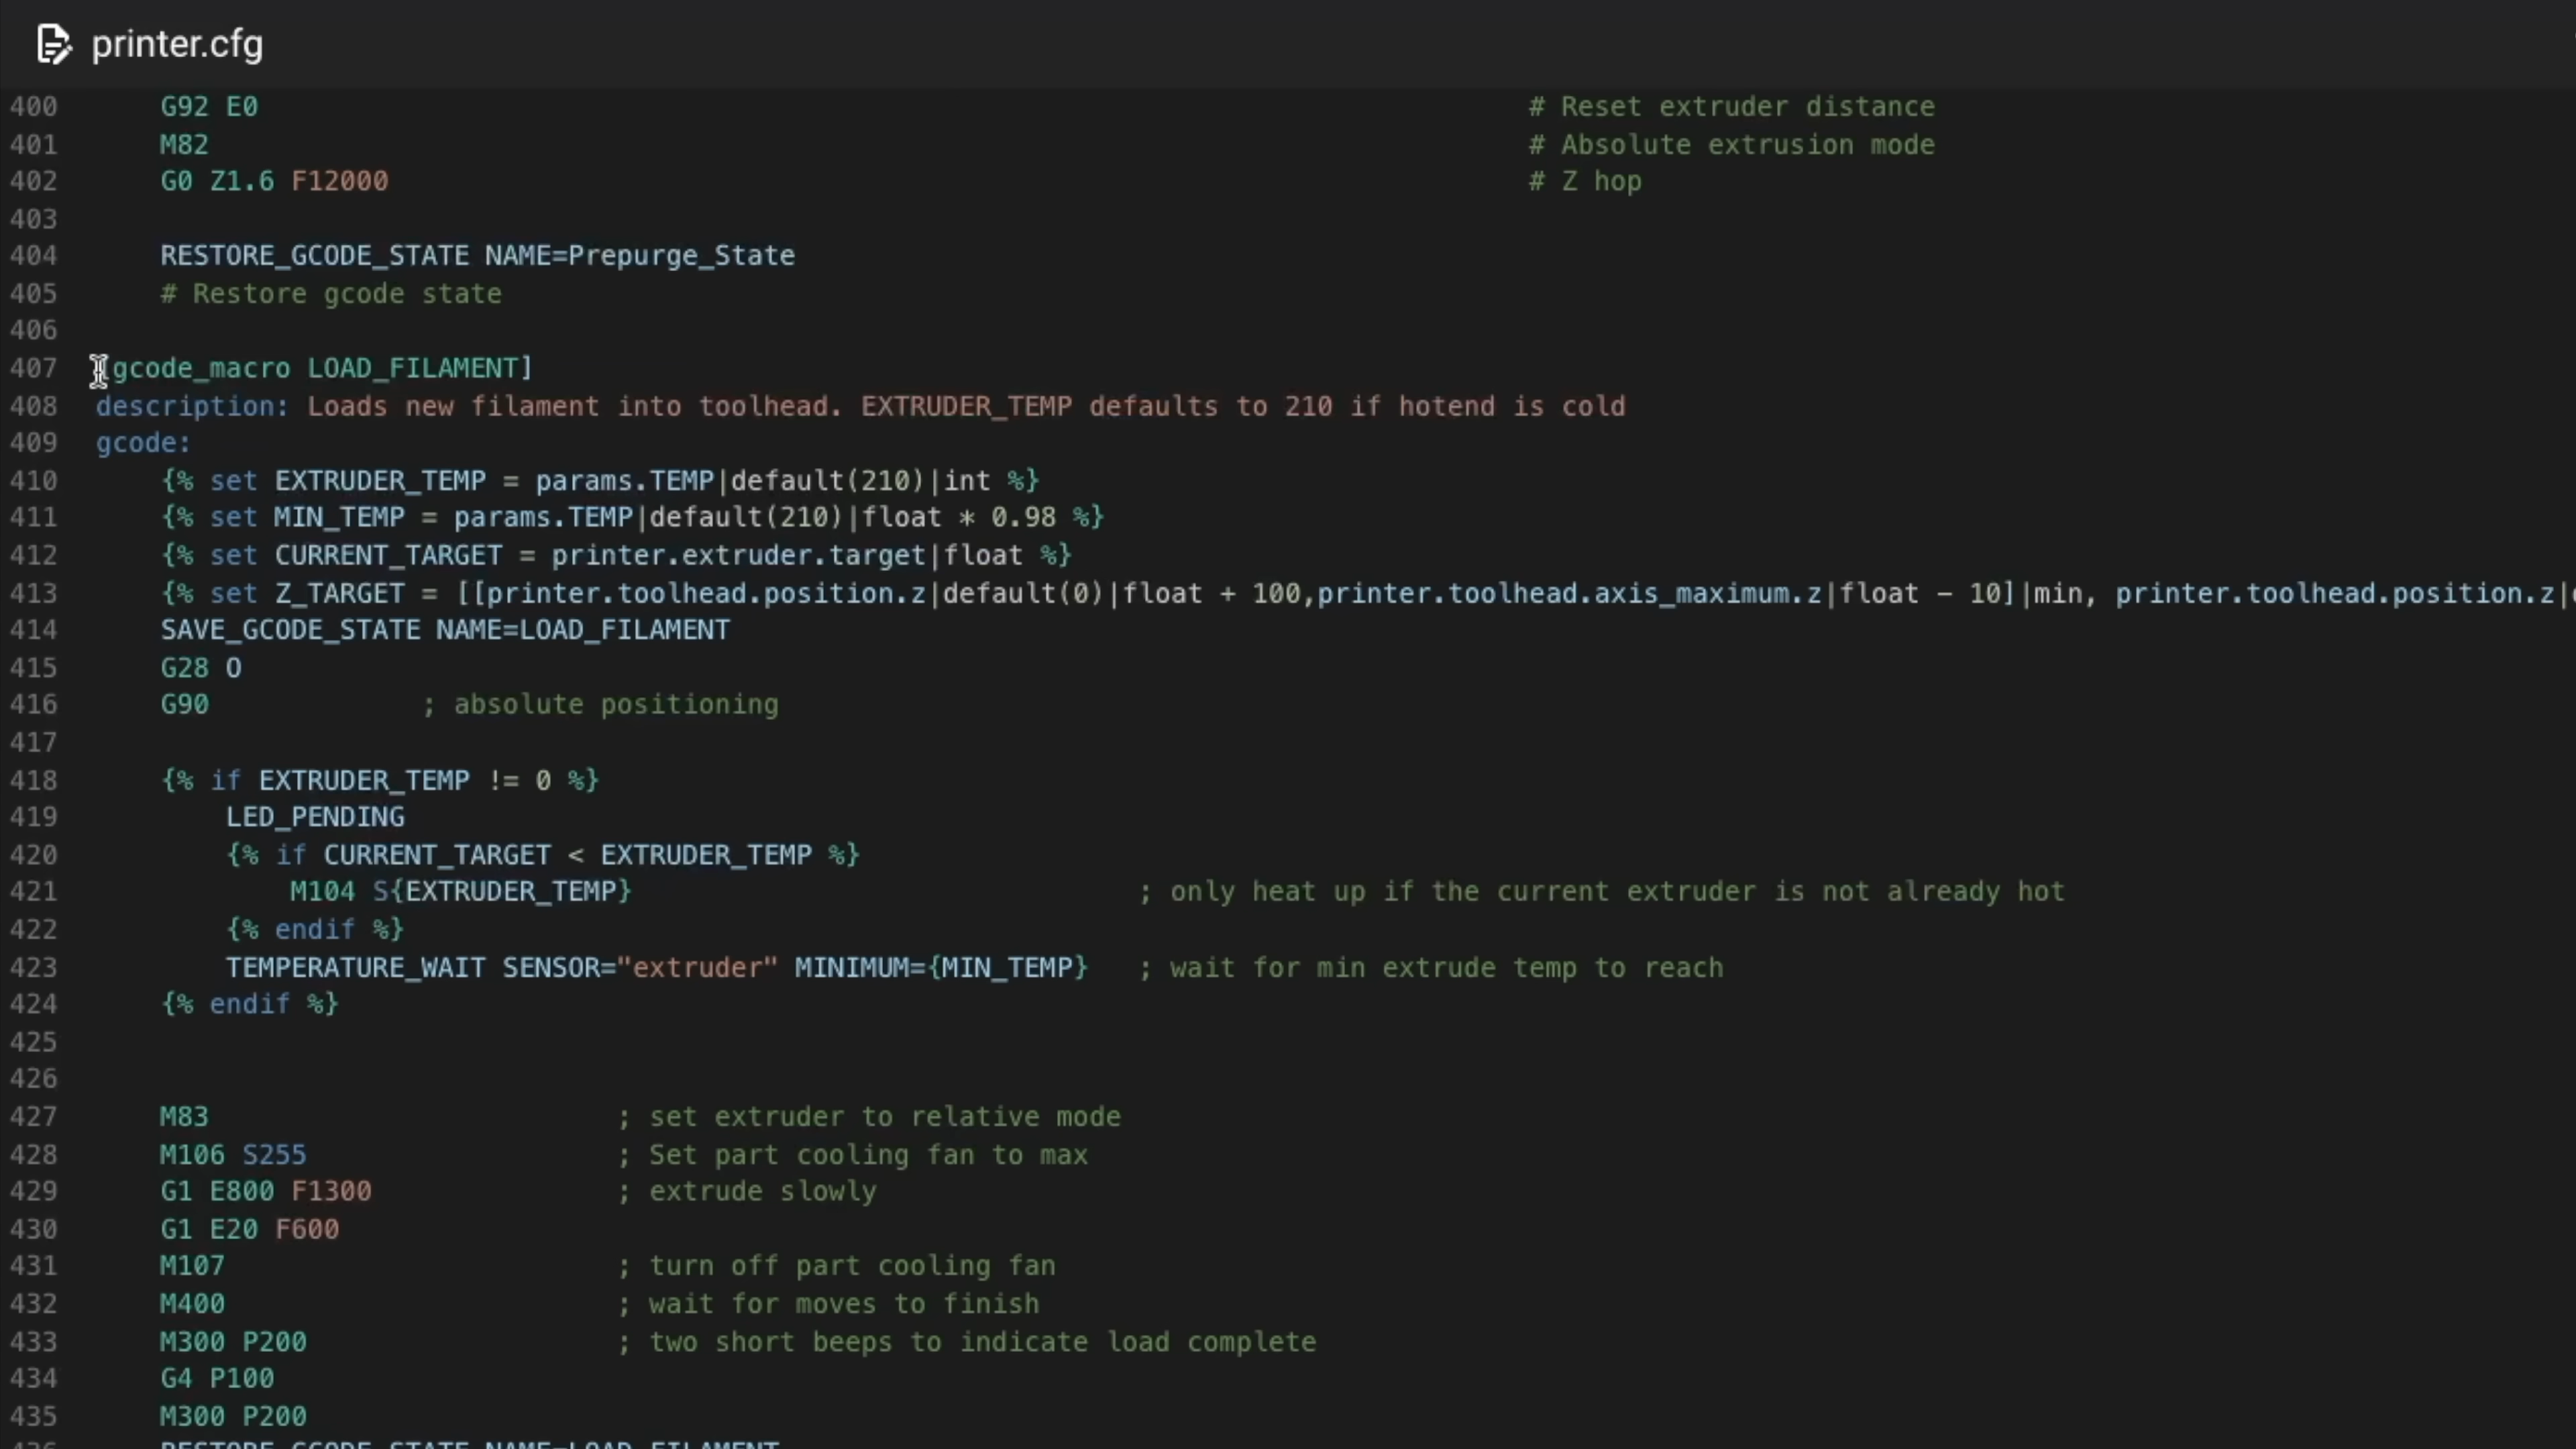 printer.cfg
400 G92 E0 # Reset extruder distance
401 M82 # Absolute extrusion mode
402 G0 Z1.6 F12000 # Z hop
403
404 RESTORE_GCODE_STATE NAME=Prepurge_State
405 # Restore gcode state
406
407 [gcode_macro LOAD_FILAMENT]
408 description: Loads new filament into toolhead. EXTRUDER_TEMP defaults to 210 if hotend is cold
409 gcode:
410 {% set EXTRUDER_TEMP = params.TEMP|default(210)|int %}
411 {% set MIN_TEMP = params.TEMP|default(210)|float * 0.98 %}
412 {% set CURRENT_TARGET = printer.extruder.target|float %}
413 {% set Z_TARGET = [[printer.toolhead.position.z|default(0)|float + 100,printer.toolhead.axis_maximum.z|float - 10]|min, printer.toolhead.position.z|
414 SAVE_GCODE_STATE NAME=LOAD_FILAMENT
415 G28 O
416 G90 ; absolute positioning
417
418 {% if EXTRUDER_TEMP != 0 %}
419 LED_PENDING
420 {% if CURRENT_TARGET < EXTRUDER_TEMP %}
421 M104 S{EXTRUDER_TEMP} ; only heat up if the current extruder is not already hot
422 {% endif %}
423 TEMPERATURE_WAIT SENSOR="extruder" MINIMUM={MIN_TEMP} ; wait for min extrude temp to reach
424 {% endif %}
425
426
427 M83 ; set extruder to relative mode
428 M106 S255 ; Set part cooling fan to max
429 G1 E800 F1300 ; extrude slowly
430 G1 E20 F600
431 M107 ; turn off part cooling fan
432 M400 ; wait for moves to finish
433 M300 P200 ; two short beeps to indicate load complete
434 G4 P100
435 M300 P200
436 RESTORE_GCODE_STATE NAME=LOAD_FILAMENT